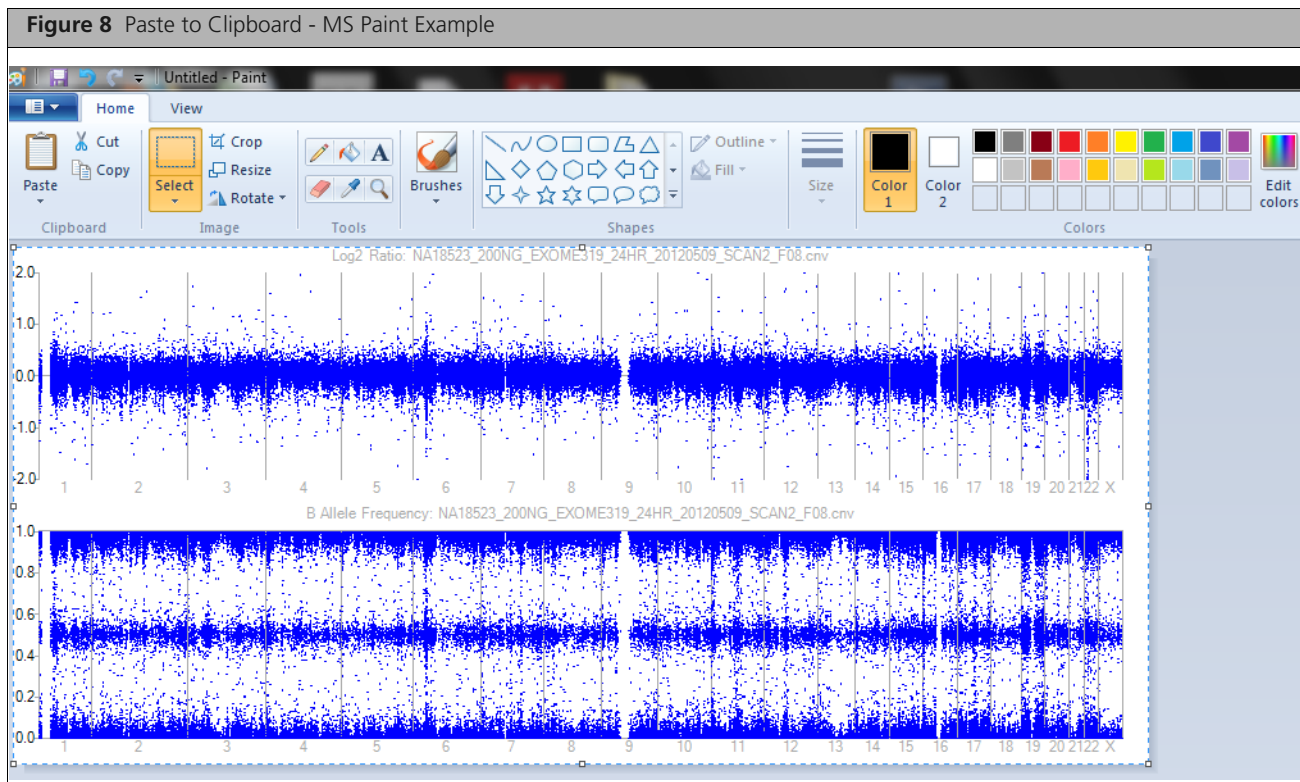 Figure 8 Paste to Clipboard - MS Paint Example
Untitled - Paint
Home View
Cut
Copy
Paste
Clipboard
Select
Crop
Resize
Rotate
Image
A
Tools
Brushes
Shapes
Outline
Fill
Size
Color 1
Color 2
Colors
Edit colors
Log2 Ratio: NA18523_200NG_EXOME319_24HR_20120509_SCAN2_F08.cnv
2.0
1.0
0.0
-1.0
-2.0
1 2 3 4 5 6 7 8 9 10 11 12 13 14 15 16 17 18 19 20 21 22 X
B Allele Frequency: NA18523_200NG_EXOME319_24HR_20120509_SCAN2_F08.cnv
1.0
0.8
0.6
0.4
0.2
0.0
1 2 3 4 5 6 7 8 9 10 11 12 13 14 15 16 17 18 19 20 21 22 X